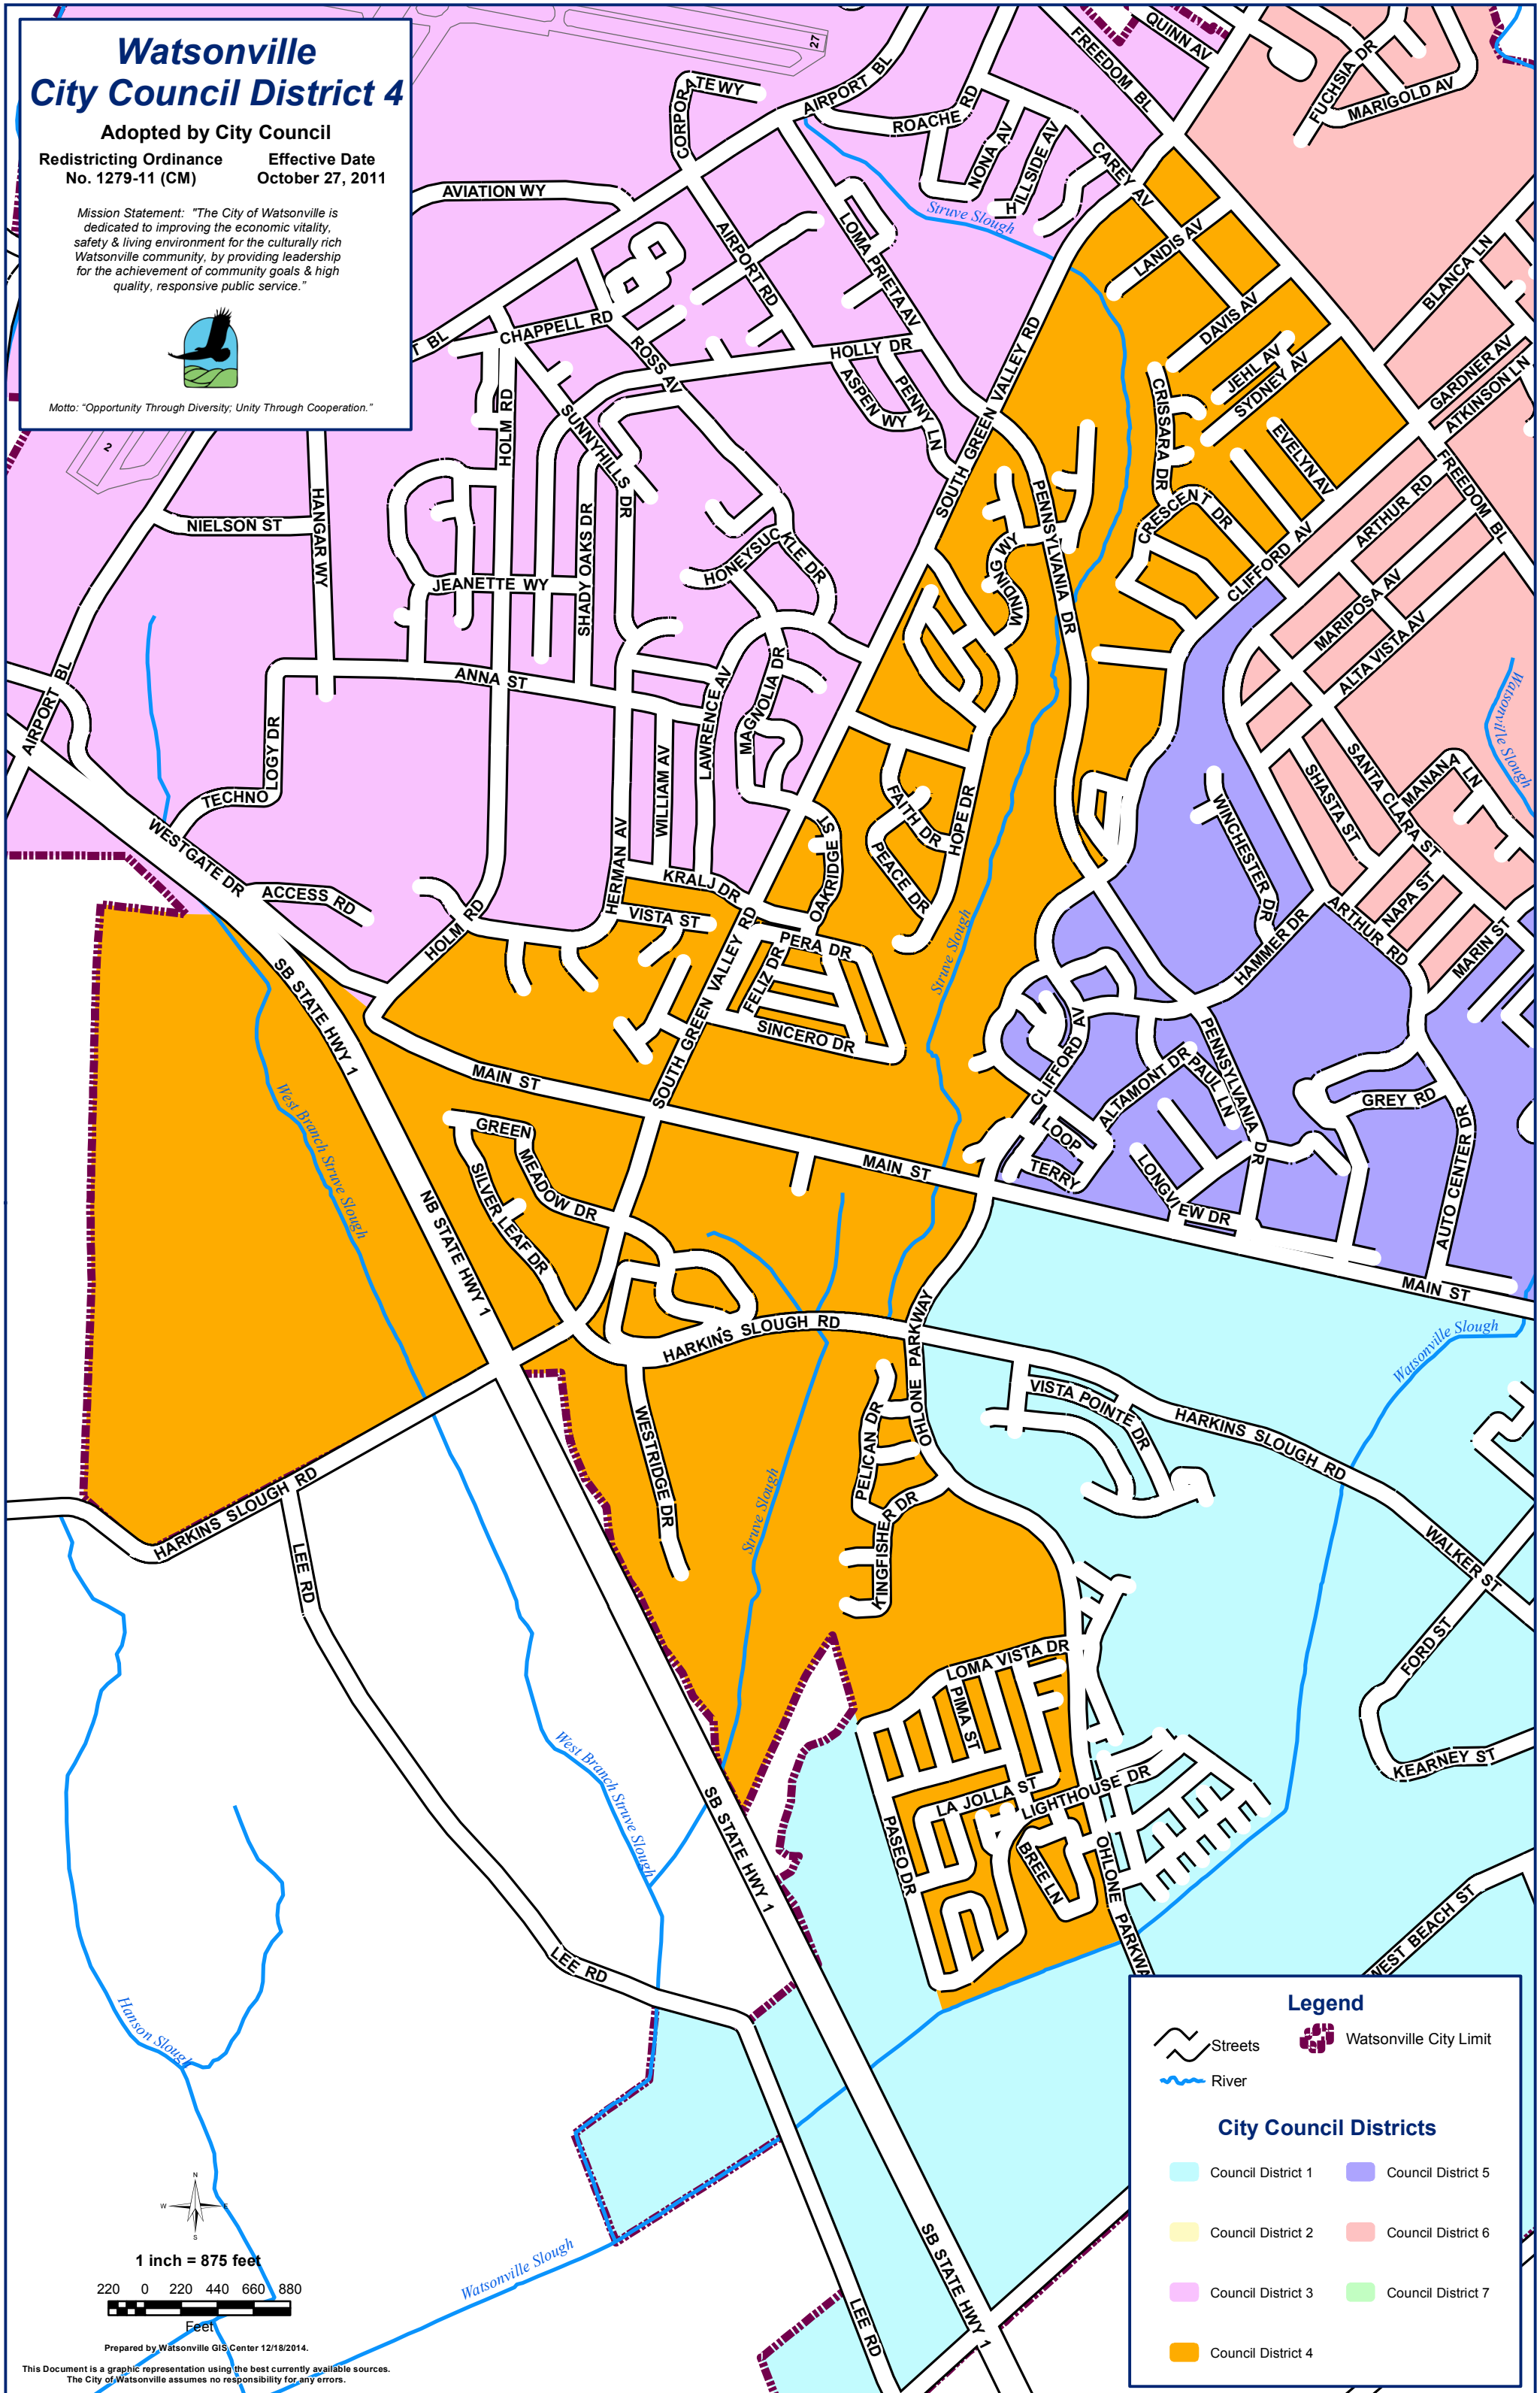 Watsonville
City Council District 4
Adopted by City Council
Redistricting Ordinance
No. 1279-11 (CM)
Effective Date
October 27, 2011
Mission Statement: "The City of Watsonville is
dedicated to improving the economic vitality,
safety & living environment for the culturally rich
Watsonville community, by providing leadership
for the achievement of community goals & high
quality, responsive public service.”
Motto: “Opportunity Through Diversity; Unity Through Cooperation.”
27
2
QUINN AV
FREEDOM BL
FUCHSIA DR
MARIGOLD AV
CORPORATE WY
AIRPORT BL
ROACHE RD
NONA AV
HILLSIDE AV
CAREY AV
AVIATION WY
Struve Slough
LANDIS AV
LOMA PRIETA AV
AIRPORT RD
BLANCA LN
DAVIS AV
T BL
CHAPPELL RD
ROSS AV
HOLLY DR
JEHL AV
SYDNEY AV
GARDNER AV
ATKINSON LN
ASPEN WY
PENNY LN
SOUTH GREEN VALLEY RD
CRISSARA DR
EVELYN AV
HOLM RD
SUNNYHILLS DR
FREEDOM BL
ARTHUR RD
HANGAR WY
NIELSON ST
SHADY OAKS DR
HONEYSUCKLE DR
PENNSYLVANIA DR
CRESCENT DR
CLIFFORD AV
WINDING WY
JEANETTE WY
MARIPOSA AV
ALTA VISTA AV
AIRPORT BL
ANNA ST
LAWRENCE AV
MAGNOLIA DR
Watsonville Slough
TECHNOLOGY DR
WILLIAM AV
HERMAN AV
FAITH DR
HOPE DR
PEACE DR
OAKRIDGE ST
SANTA CLARA ST
SHASTA ST
MANANA LN
WINCHESTER DR
WESTGATE DR
ACCESS RD
KRALJ DR
VISTA ST
HOLM RD
NAPA ST
ARTHUR RD
MARIN ST
HAMMER DR
PERA DR
FELIZ DR
SINCERO DR
Struve Slough
SB STATE HWY 1
SOUTH GREEN VALLEY RD
MAIN ST
CLIFFORD AV
ALTAMONT DR
PAUL LN
PENNSYLVANIA DR
GREY RD
AUTO CENTER DR
West Branch Struve Slough
GREEN MEADOW DR
SILVER LEAF DR
LOOP
TERRY
LONGVIEW DR
MAIN ST
NB STATE HWY 1
MAIN ST
HARKINS SLOUGH RD
OHLONE PARKWAY
Watsonville Slough
VISTA POINTE DR
HARKINS SLOUGH RD
WESTRIDGE DR
PELICAN DR
KINGFISHER DR
Struve Slough
HARKINS SLOUGH RD
LEE RD
WALKER ST
FORD ST
KEARNEY ST
LOMA VISTA DR
PIMA ST
LA JOLLA ST
LIGHTHOUSE DR
PASEO DR
BREE LN
OHLONE PARKWA
West Branch Struve Slough
SB STATE HWY 1
WEST BEACH ST
LEE RD
Hanson Slough
Watsonville Slough
SB STATE HWY 1
LEE RD
N
W
E
S
1 inch = 875 feet
220 0 220 440 660 880
Feet
Prepared by Watsonville GIS Center 12/18/2014.
This Document is a graphic representation using the best currently available sources.
The City of Watsonville assumes no responsibility for any errors.
Legend
Streets
Watsonville City Limit
River
City Council Districts
Council District 1
Council District 5
Council District 2
Council District 6
Council District 3
Council District 7
Council District 4